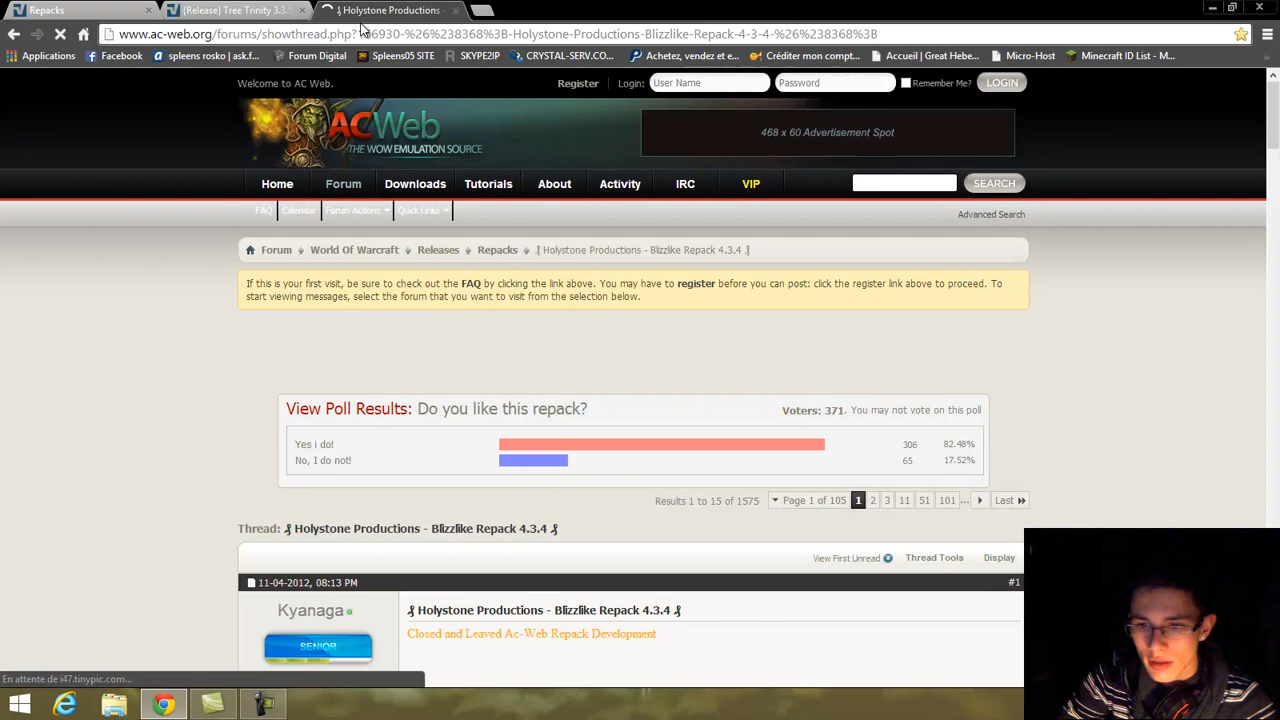 Repacks
[Release] Tree Trinity 3.3.5
⌡Holystone Productions -
www.ac-web.org/forums/showthread.php?
6930-%26%238368%3B-Holystone-Productions-Blizzlike-Repack-4-3-4-%26%238368%3B
Applications Facebook spleens rosko | ask.f... Forum Digital Spleens05 SITE SKYPEZIP CRYSTAL-SERV.CO... Achetez, vendez et e... Créditer mon compt... Accueil | Great Hebe... Micro-Host Minecraft ID List - M... »
Welcome to AC Web. Register Login: User Name Password Remember Me? LOGIN
ACWeb
THE WOW EMULATION SOURCE
468 x 60 Advertisement Spot
Home Forum Downloads Tutorials About Activity IRC VIP SEARCH
FAQ Calendar Forum Actions Quick Links Advanced Search
Forum World Of Warcraft Releases Repacks ⌡Holystone Productions - Blizzlike Repack 4.3.4 ⌡
If this is your first visit, be sure to check out the FAQ by clicking the link above. You may have to register before you can post: click the register link above to proceed. To
start viewing messages, select the forum that you want to visit from the selection below.
View Poll Results: Do you like this repack? Voters: 371. You may not vote on this poll
Yes i do! 306 82.48%
No, I do not! 65 17.52%
Results 1 to 15 of 1575 Page 1 of 105 1 2 3 11 51 101 ... Last
Thread: ⌡Holystone Productions - Blizzlike Repack 4.3.4 ⌡
View First Unread Thread Tools Display
11-04-2012, 08:13 PM #1
Kyanaga
⌡Holystone Productions - Blizzlike Repack 4.3.4 ⌡
Closed and Leaved Ac-Web Repack Development
SENIOR
En attente de i47.tinypic.com...